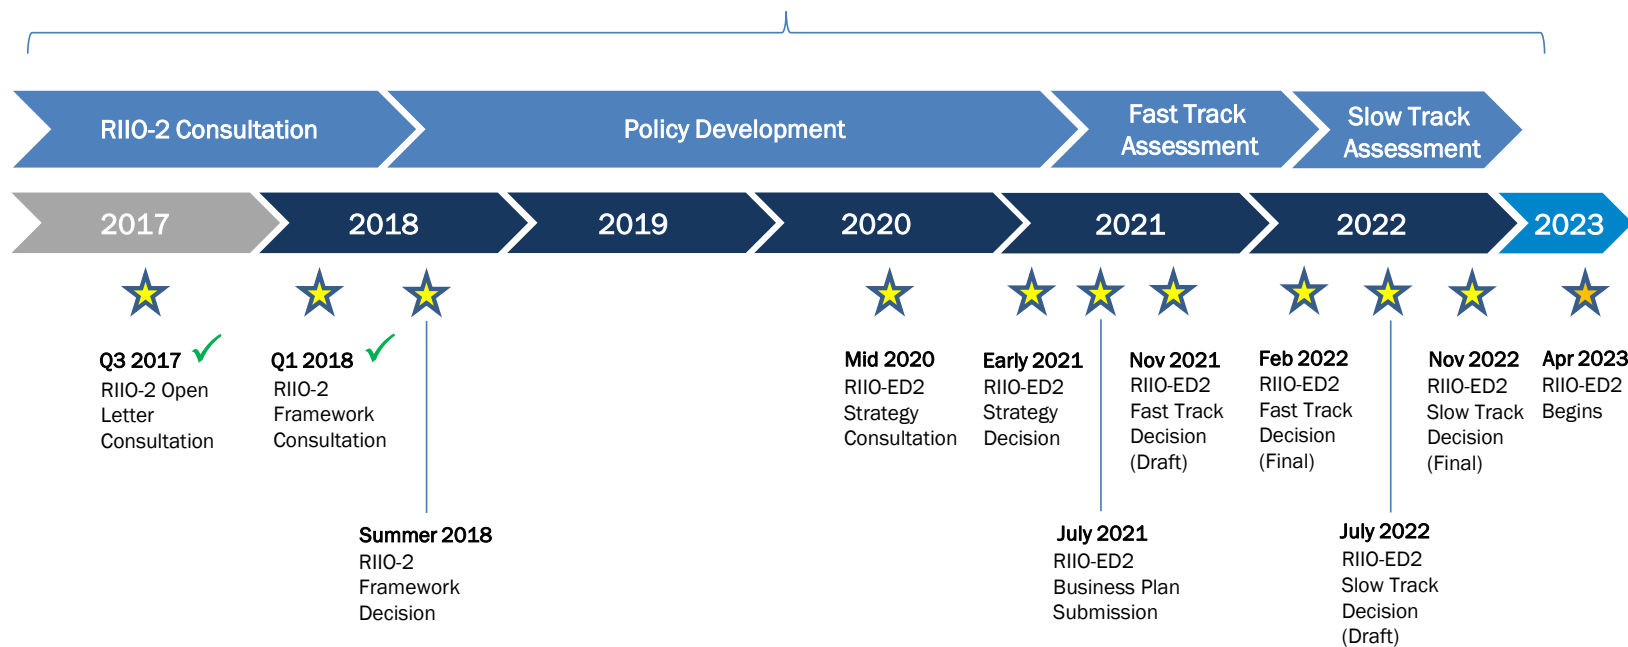 RIIO-2 Consultation
Policy Development
Fast Track
Assessment
Slow Track
Assessment
2017
2018
2019
2020
2021
2022
2023
Q3 2017
RIIO-2 Open
Letter
Consultation
Q1 2018
RIIO-2
Framework
Consultation
Summer 2018
RIIO-2
Framework
Decision
Mid 2020
RIIO-ED2
Strategy
Consultation
Early 2021
RIIO-ED2
Strategy
Decision
July 2021
RIIO-ED2
Business Plan
Submission
Nov 2021
RIIO-ED2
Fast Track
Decision
(Draft)
Feb 2022
RIIO-ED2
Fast Track
Decision
(Final)
July 2022
RIIO-ED2
Slow Track
Decision
(Draft)
Nov 2022
RIIO-ED2
Slow Track
Decision
(Final)
Apr 2023
RIIO-ED2
Begins